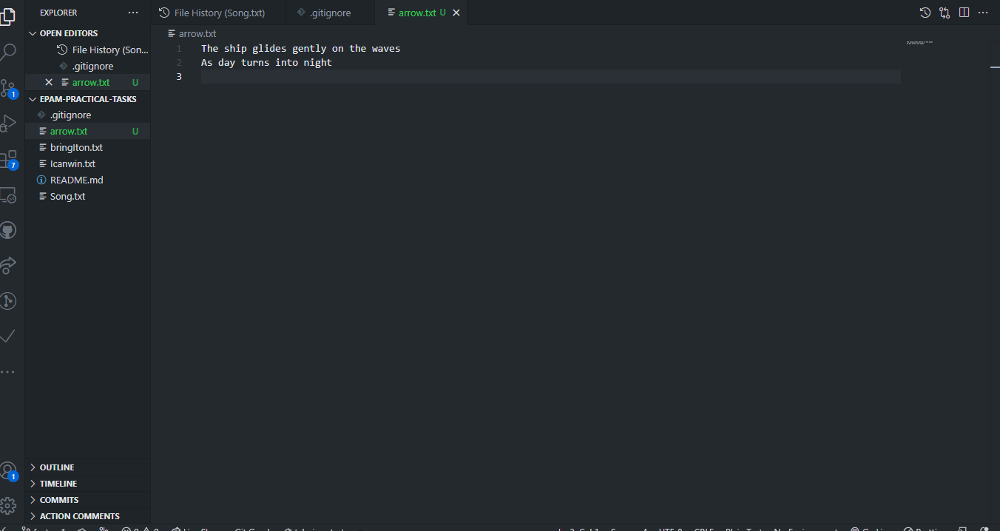 EXPLORER
File History (Song.txt)
.gitignore
arrow.txt U
OPEN EDITORS
File History (Son...
.gitignore
arrow.txt U
EPAM-PRACTICAL-TASKS
.gitignore
arrow.txt U
bringIton.txt
Icanwin.txt
README.md
Song.txt
arrow.txt
1 The ship glides gently on the waves
2 As day turns into night
3
1
7
1
OUTLINE
TIMELINE
COMMITS
ACTION COMMENTS